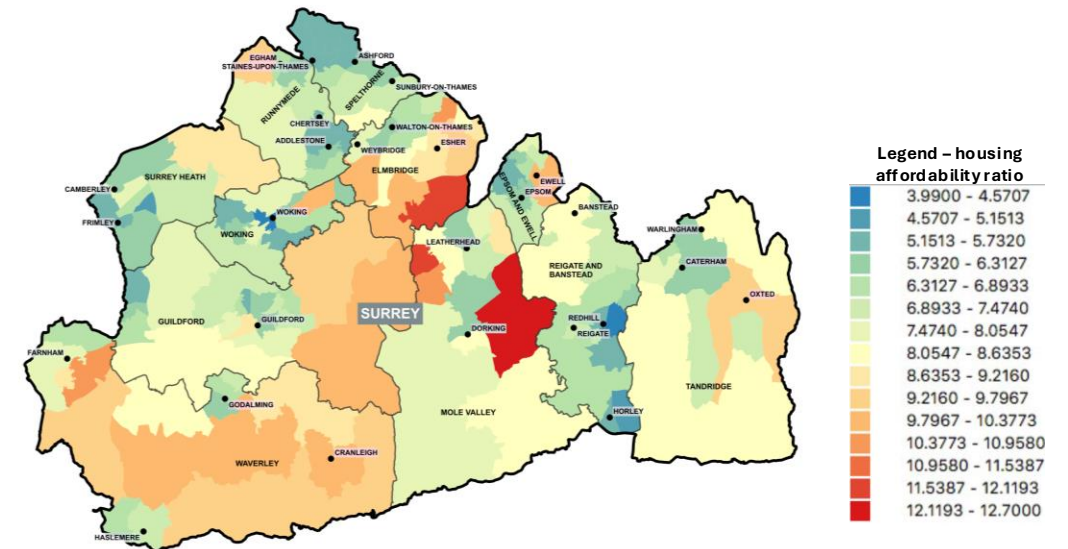 EGHAM
STAINES-UPON-THAMES
ASHFORD
SPELTHORNE
SUNBURY-ON-THAMES
RUNNYMEDE
CHERTSEY
WALTON-ON-THAMES
ADDLESTONE
WEYBRIDGE
ESHER
ELMBRIDGE
SURREY HEATH
CAMBERLEY
FRIMLEY
WOKING
WOKING
EWELL
EPSOM
EPSOM AND EWELL
BANSTEAD
LEATHERHEAD
WARLINGHAM
CATERHAM
REIGATE AND
BANSTEAD
OXTED
SURREY
GUILDFORD
GUILDFORD
DORKING
REDHILL
REIGATE
FARNHAM
TANDRIDGE
GODALMING
MOLE VALLEY
HORLEY
WAVERLEY
CRANLEIGH
HASLEMERE
Legend – housing
affordability ratio
3.9900 - 4.5707
4.5707 - 5.1513
5.1513 - 5.7320
5.7320 - 6.3127
6.3127 - 6.8933
6.8933 - 7.4740
7.4740 - 8.0547
8.0547 - 8.6353
8.6353 - 9.2160
9.2160 - 9.7967
9.7967 - 10.3773
10.3773 - 10.9580
10.9580 - 11.5387
11.5387 - 12.1193
12.1193 - 12.7000